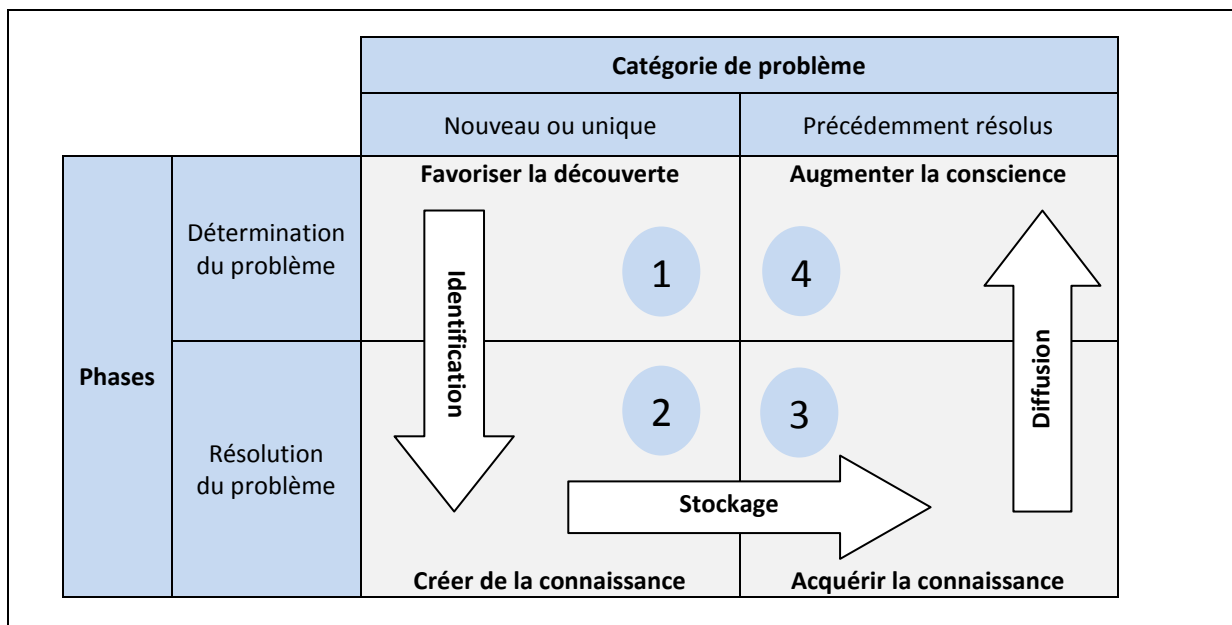 Catégorie de problème
Nouveau ou unique
Précédemment résolus
Phases
Détermination
du problème
Favoriser la découverte
Identification
1
Augmenter la conscience
4
Diffusion
Résolution
du problème
2
Créer de la connaissance
Stockage
3
Acquérir la connaissance